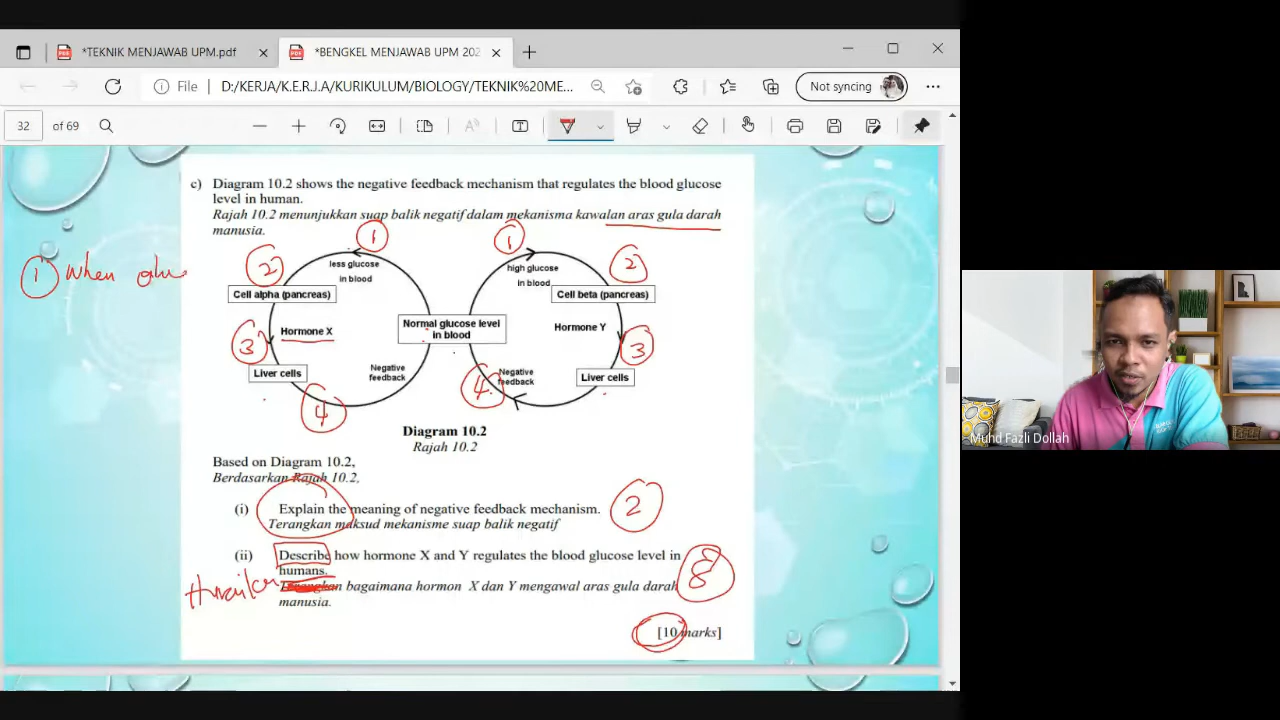 *TEKNIK MENJAWAB UPM.pdf
*BENGKEL MENJAWAB UPM 202
File
D:/KERJA/K.E.R.J.A/KURIKULUM/BIOLOGY/TEKNIK%20ME...
Not syncing
32 of 69
c) Diagram 10.2 shows the negative feedback mechanism that regulates the blood glucose
level in human.
Rajah 10.2 menunjukkan suap balik negatif dalam mekanisma kawalan aras gula darah
manusia.
1 When glu
1
1
2
2
less glucose
in blood
high glucose
in blood
Cell alpha (pancreas)
Cell beta (pancreas)
Hormone X
Normal glucose level
in blood
Hormone Y
3
3
Liver cells
Negative
feedback
Negative
feedback
Liver cells
4
4
Diagram 10.2
Rajah 10.2
Based on Diagram 10.2,
Berdasarkan Rajah 10.2,
(i) Explain the meaning of negative feedback mechanism.
Terangkan maksud mekanisme suap balik negatif
2
(ii) Describe how hormone X and Y regulates the blood glucose level in
humans.
Huraikan
Terangkan bagaimana hormon X dan Y mengawal aras gula darah
manusia.
8
[10 marks]
Muhd Fazli Dollah